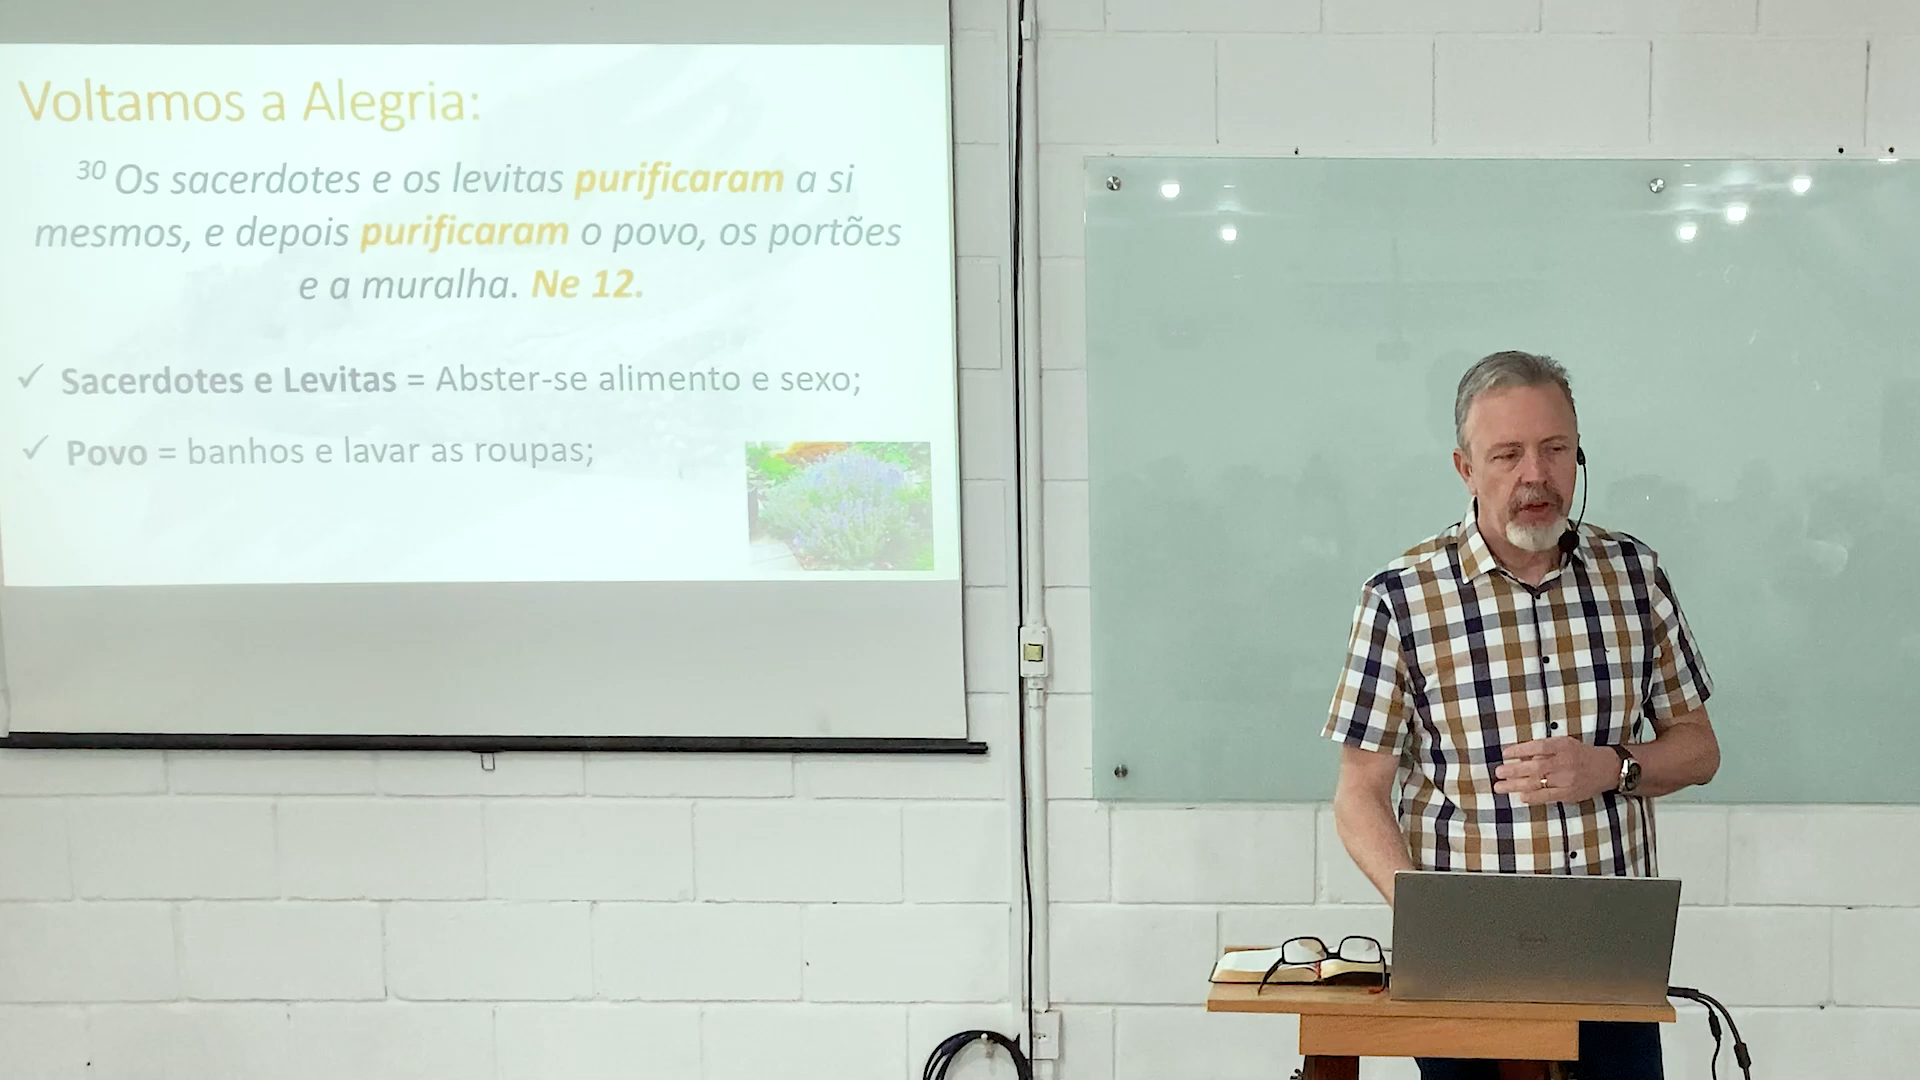 Voltamos a Alegria:
30 Os sacerdotes e os levitas purificaram a si
mesmos, e depois purificaram o povo, os portões
e a muralha. Ne 12.
✓ Sacerdotes e Levitas = Abster-se alimento e sexo;
✓ Povo = banhos e lavar as roupas;